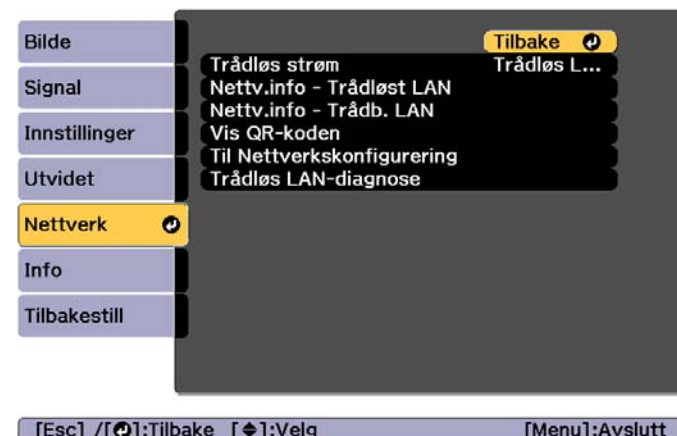 Bilde
Signal
Innstillinger
Utvidet
Nettverk
Info
Tilbakestill
Tilbake
Trådløs strøm Trådløs L...
Nettv.info - Trådløst LAN
Nettv.info - Trådb. LAN
Vis QR-koden
Til Nettverkskonfigurering
Trådløs LAN-diagnose
[Esc] /[⏎]:Tilbake [◆]:Velg [Menu]:Avslutt